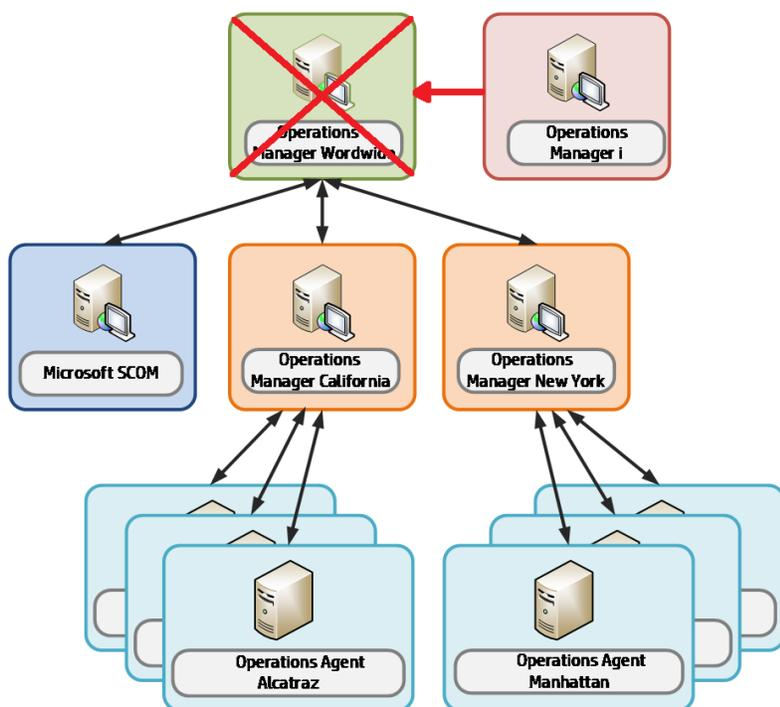 Operations
Manager Wordwide
Operations
Manager i
Microsoft SCOM
Operations
Manager California
Operations
Manager New York
Operations Agent
Alcatraz
Operations Agent
Manhattan